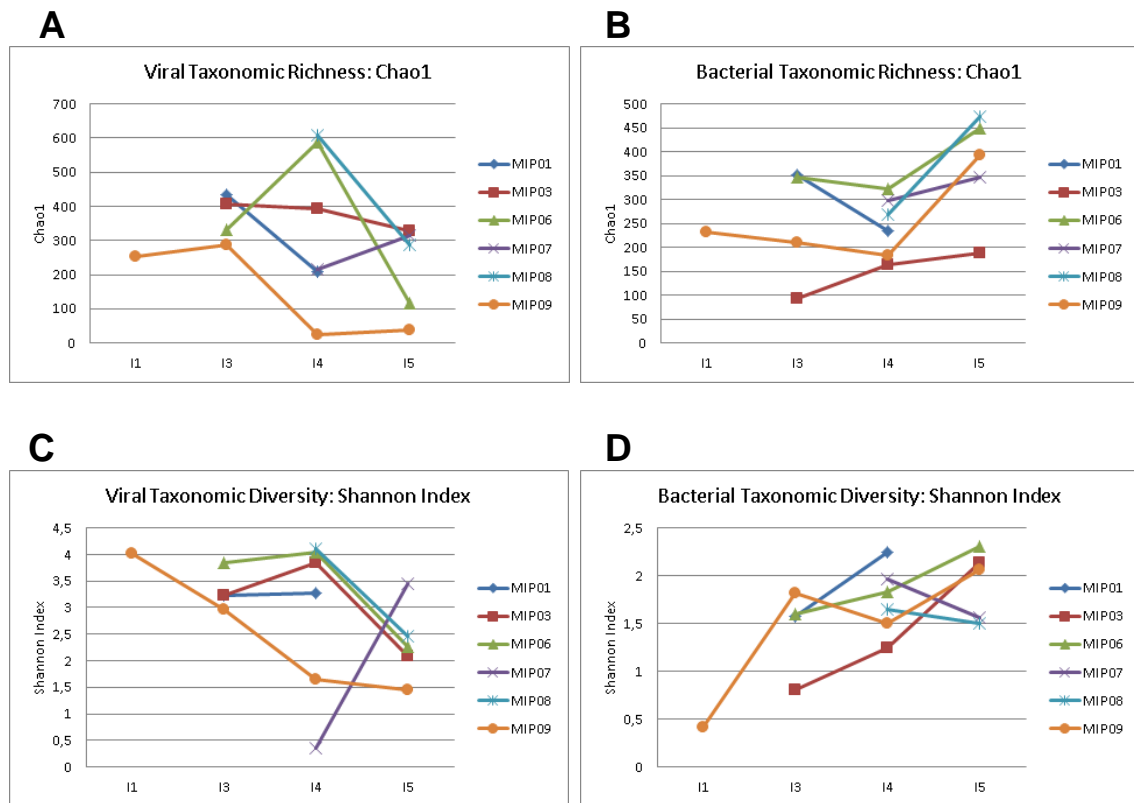 A
Viral Taxonomic Richness: Chao1
700
600
500
400
300
200
100
0
Chao1
I1 I3 I4 I5
MIP01
MIP03
MIP06
MIP07
MIP08
MIP09
B
Bacterial Taxonomic Richness: Chao1
500
450
400
350
300
250
200
150
100
50
0
Chao1
I1 I3 I4 I5
MIP01
MIP03
MIP06
MIP07
MIP08
MIP09
C
Viral Taxonomic Diversity: Shannon Index
4,5
4
3,5
3
2,5
2
1,5
1
0,5
0
Shannon Index
I1 I3 I4 I5
MIP01
MIP03
MIP06
MIP07
MIP08
MIP09
D
Bacterial Taxonomic Diversity: Shannon Index
2,5
2
1,5
1
0,5
0
Shannon Index
I1 I3 I4 I5
MIP01
MIP03
MIP06
MIP07
MIP08
MIP09